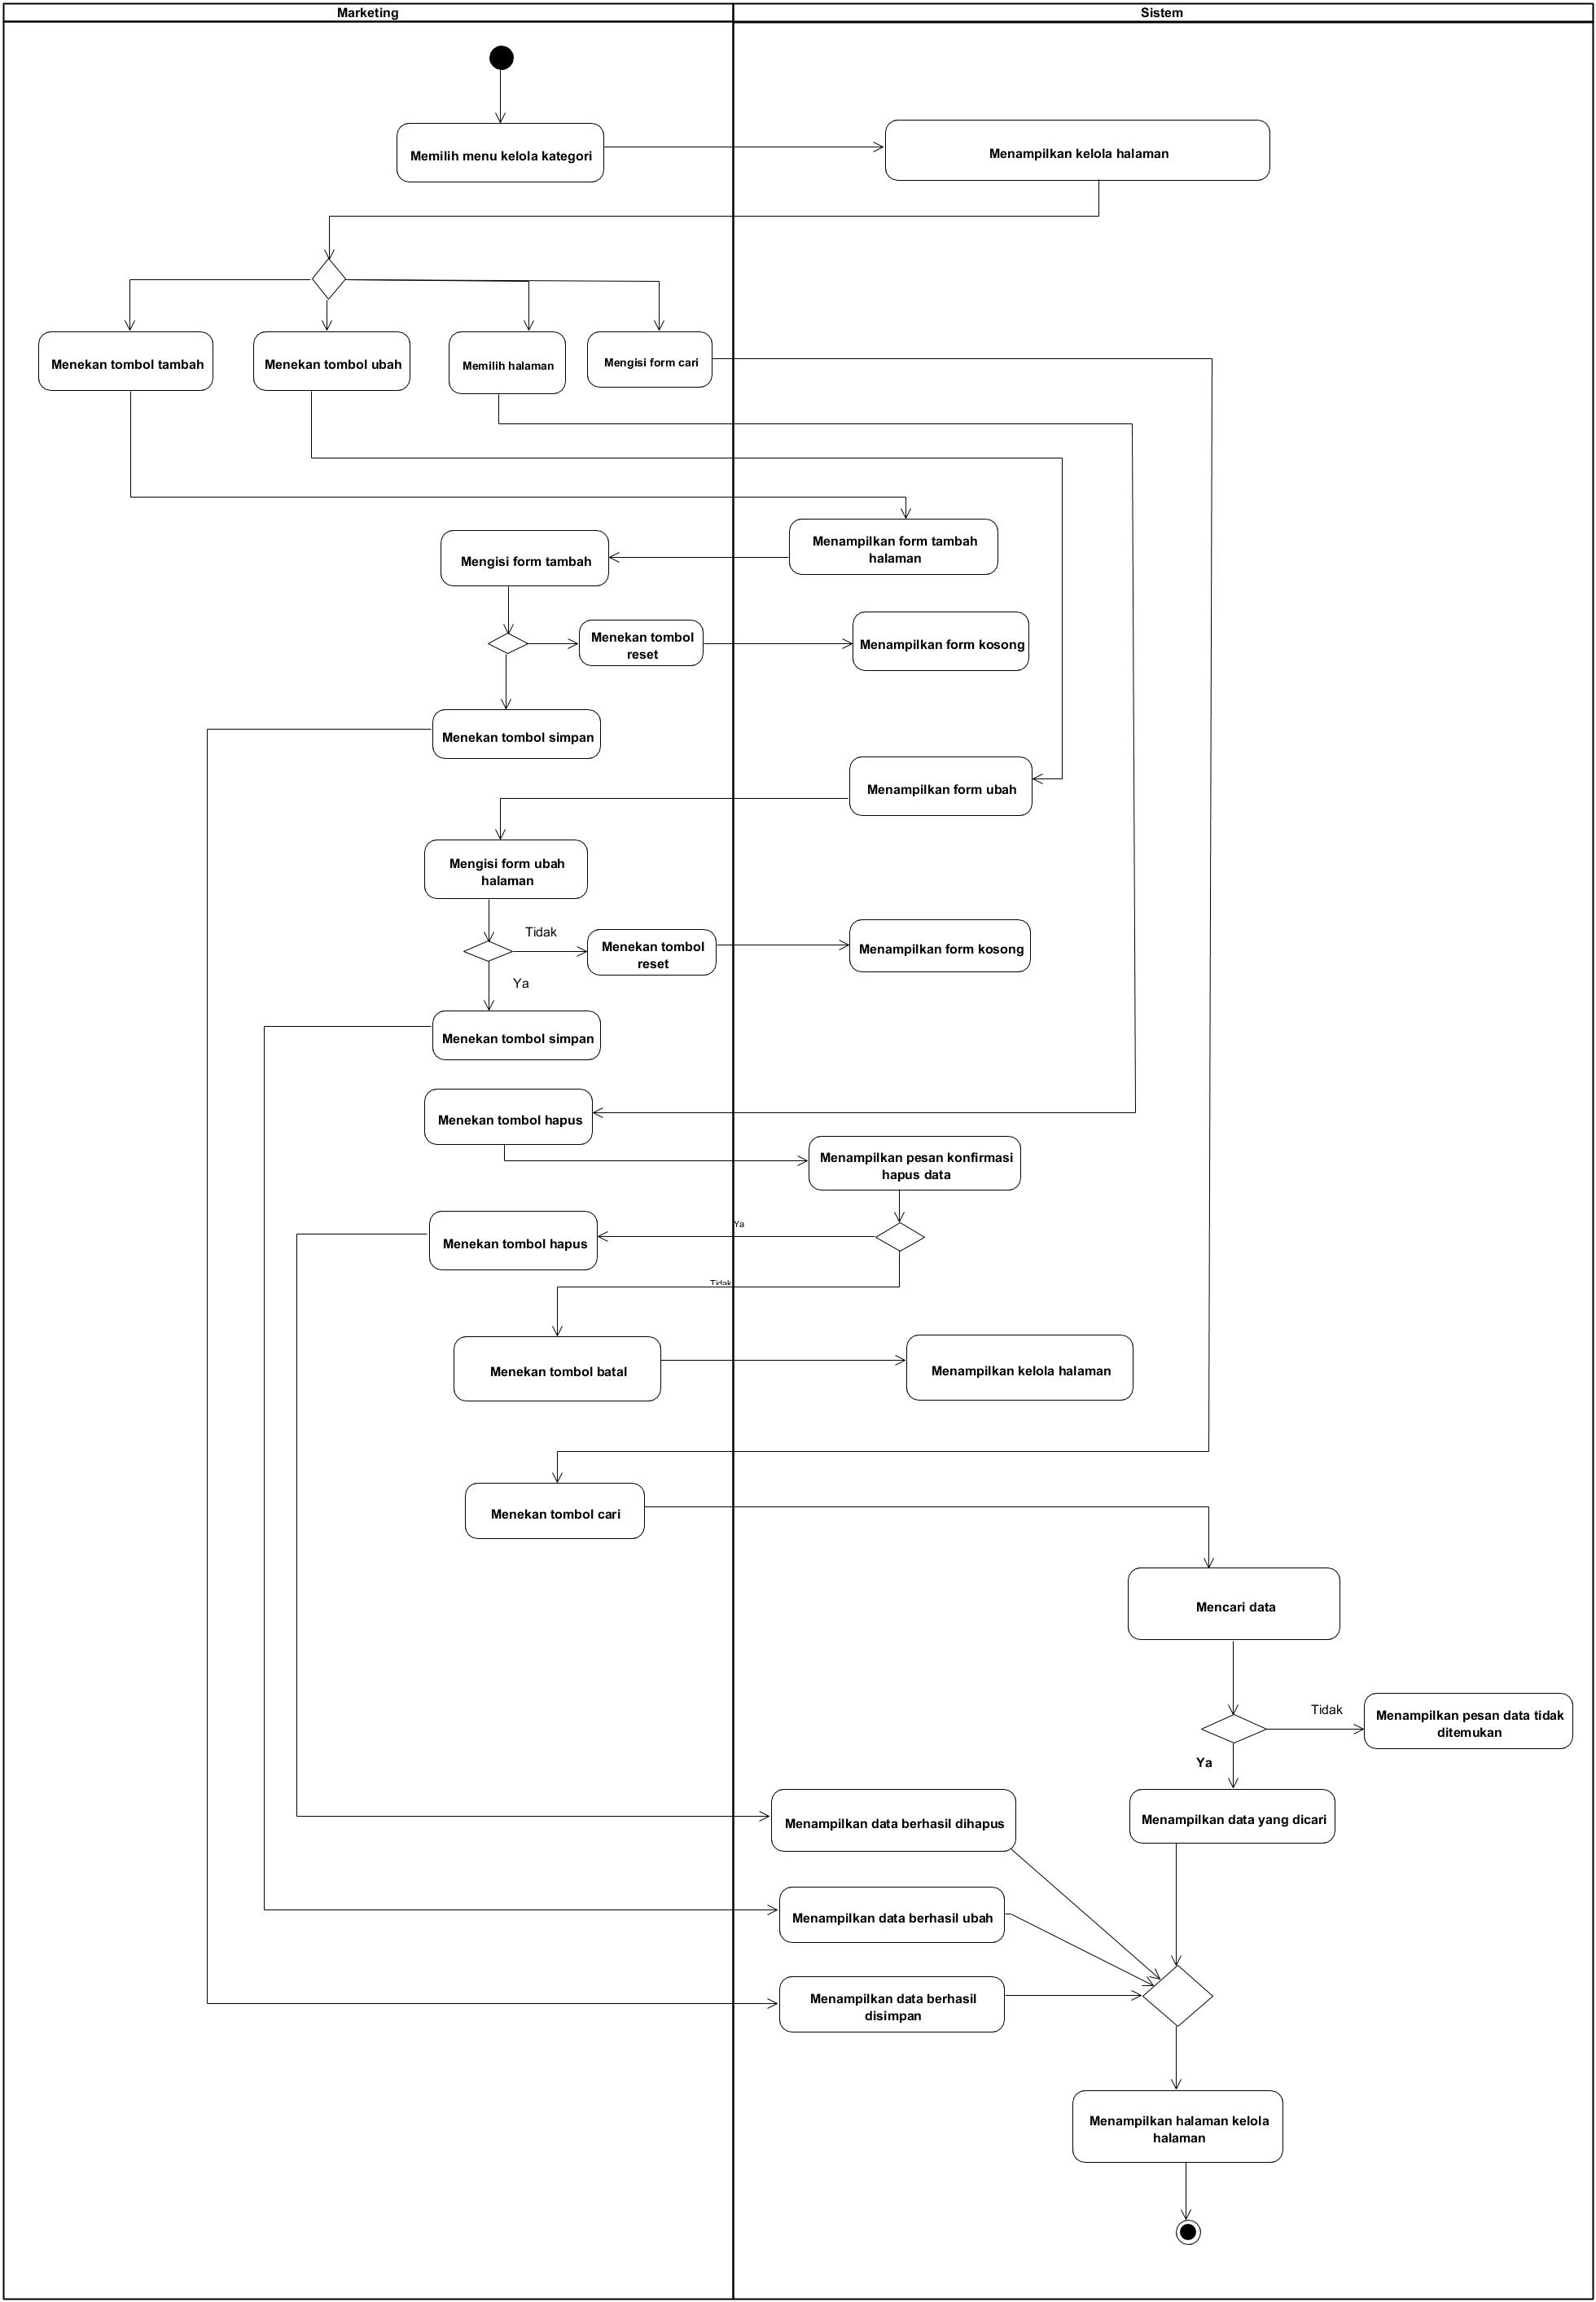 Marketing
Sistem
Memilih menu kelola kategori
Menampilkan kelola halaman
Menekan tombol tambah
Menekan tombol ubah
Memilih halaman
Mengisi form cari
Menampilkan form tambah
halaman
Mengisi form tambah
Menekan tombol
reset
Menampilkan form kosong
Menekan tombol simpan
Menampilkan form ubah
Mengisi form ubah
halaman
Tidak
Menekan tombol
reset
Menampilkan form kosong
Ya
Menekan tombol simpan
Menekan tombol hapus
Menampilkan pesan konfirmasi
hapus data
Ya
Menekan tombol hapus
Tidak
Menekan tombol batal
Menampilkan kelola halaman
Menekan tombol cari
Mencari data
Tidak
Menampilkan pesan data tidak
ditemukan
Ya
Menampilkan data berhasil dihapus
Menampilkan data yang dicari
Menampilkan data berhasil ubah
Menampilkan data berhasil
disimpan
Menampilkan halaman kelola
halaman